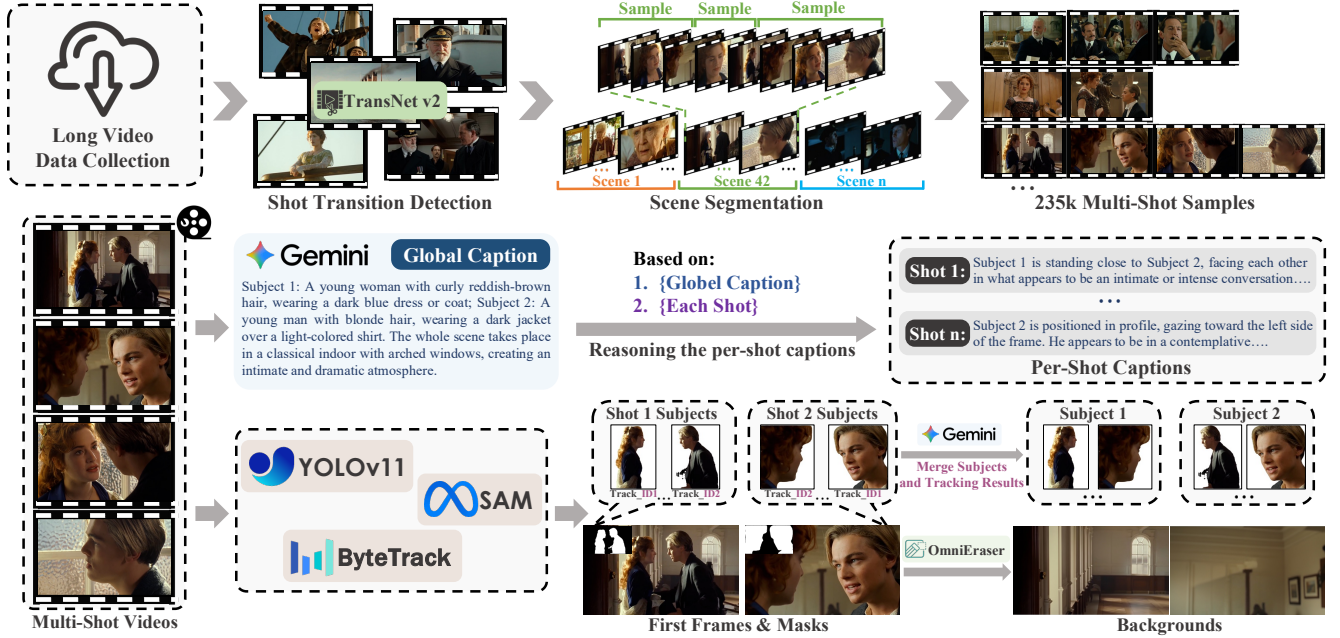 Long Video
Data Collection
TransNet v2
Shot Transition Detection
Sample
Sample
Sample
...
...
...
...
...
Scene 1
Scene 42
Scene n
Scene Segmentation
...
235k Multi-Shot Samples
Multi-Shot Videos
Gemini
Global Caption
Subject 1: A young woman with curly reddish-brown
hair, wearing a dark blue dress or coat; Subject 2: A
young man with blonde hair, wearing a dark jacket
over a light-colored shirt. The whole scene takes place
in a classical indoor with arched windows, creating an
intimate and dramatic atmosphere.
Based on:
1. {Globel Caption}
2. {Each Shot}
Reasoning the per-shot captions
Shot 1:
Subject 1 is standing close to Subject 2, facing each other
in what appears to be an intimate or intense conversation….
...
Shot n:
Subject 2 is positioned in profile, gazing toward the left side
of the frame. He appears to be in a contemplative….
Per-Shot Captions
YOLOv11
SAM
ByteTrack
Shot 1 Subjects
Track_ID1
...
Track_ID2
Shot 2 Subjects
Track_ID2
...
Track_ID1
First Frames & Masks
Gemini
Merge Subjects
and Tracking Results
Subject 1
...
Subject 2
...
OmniEraser
Backgrounds